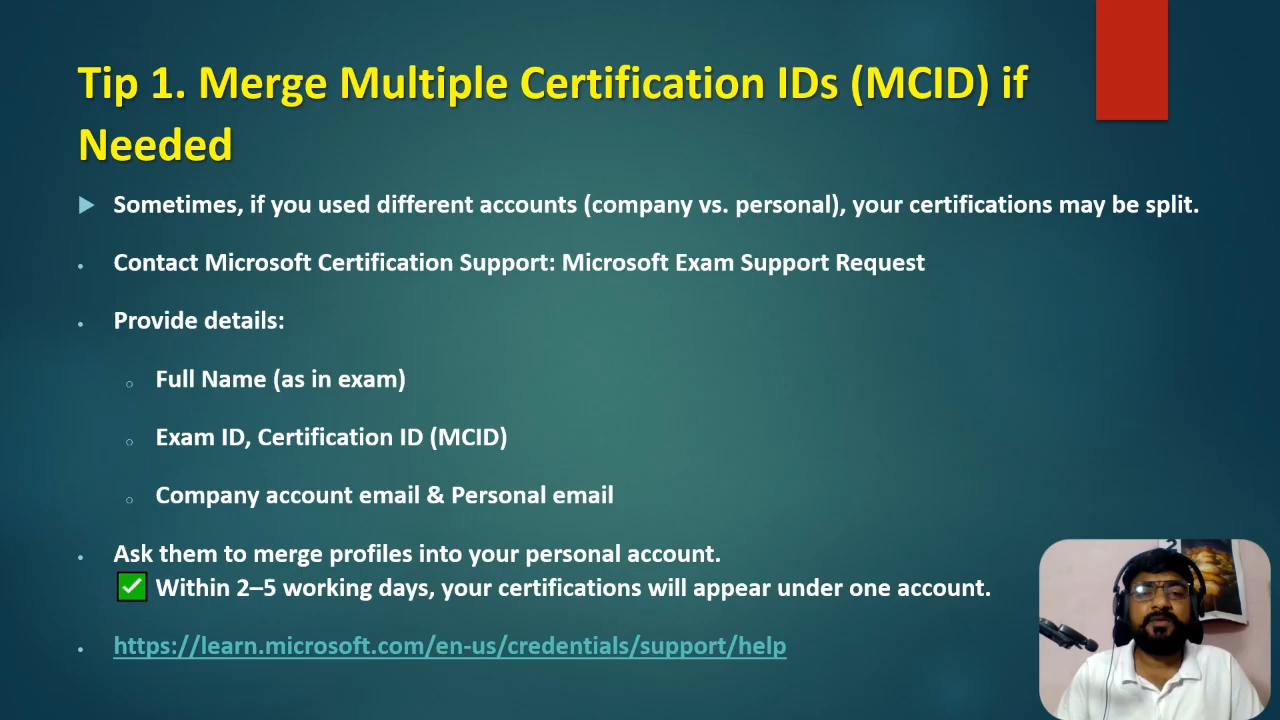 Tip 1. Merge Multiple Certification IDs (MCID) if
Needed
Sometimes, if you used different accounts (company vs. personal), your certifications may be split.
Contact Microsoft Certification Support: Microsoft Exam Support Request
Provide details:
Full Name (as in exam)
Exam ID, Certification ID (MCID)
Company account email & Personal email
Ask them to merge profiles into your personal account.
✅ Within 2–5 working days, your certifications will appear under one account.
https://learn.microsoft.com/en-us/credentials/support/help
2